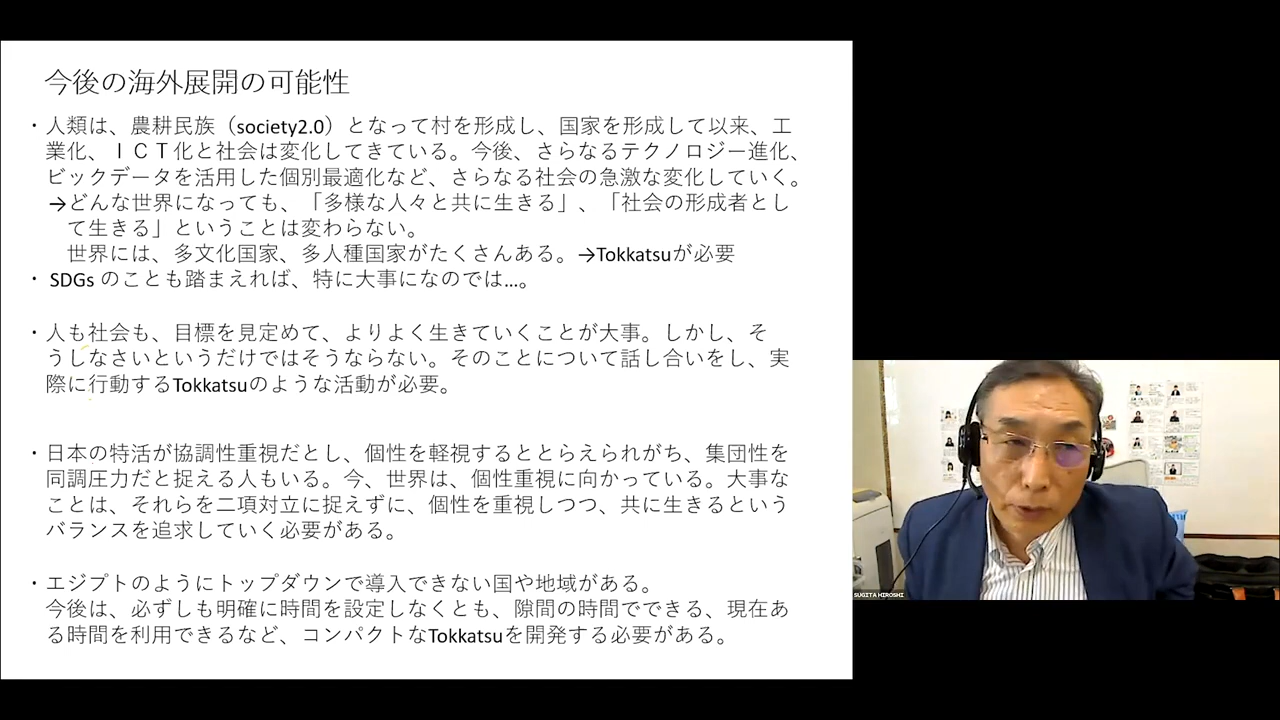 今後の海外展開の可能性
・人類は、農耕民族（society2.0）となって村を形成し、国家を形成して以来、工
業化、ＩＣＴ化と社会は変化してきている。今後、さらなるテクノロジー進化、
ビックデータを活用した個別最適化など、さらなる社会の急激な変化していく。
→どんな世界になっても、「多様な人々と共に生きる」、「社会の形成者とし
て生きる」ということは変わらない。
世界には、多文化国家、多人種国家がたくさんある。→Tokkatsuが必要
・SDGs のことも踏まえれば、特に大事になのでは…。
・人も社会も、目標を見定めて、よりよく生きていくことが大事。しかし、そ
うしなさいというだけではそうならない。そのことについて話し合いをし、実
際に行動するTokkatsuのような活動が必要。
・日本の特活が協調性重視だとし、個性を軽視するととらえられがち、集団性を
同調圧力だと捉える人もいる。今、世界は、個性重視に向かっている。大事な
ことは、それらを二項対立に捉えずに、個性を重視しつつ、共に生きるという
バランスを追求していく必要がある。
・エジプトのようにトップダウンで導入できない国や地域がある。
今後は、必ずしも明確に時間を設定しなくとも、隙間の時間でできる、現在あ
る時間を利用できるなど、コンパクトなTokkatsuを開発する必要がある。
SUGITA HIROSHI